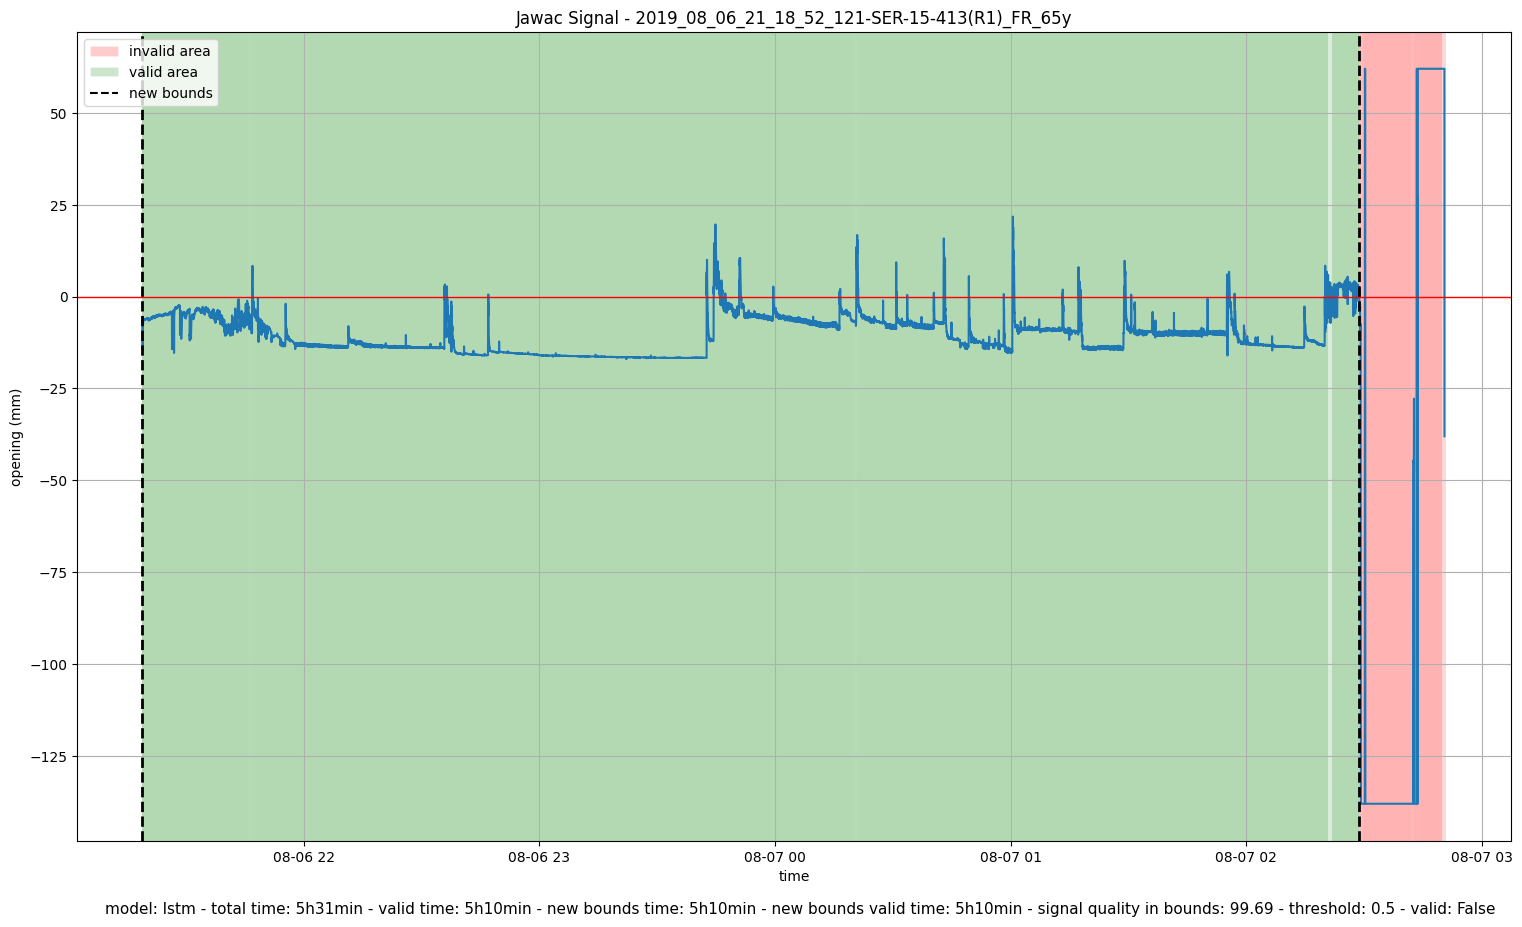 Jawac Signal - 2019_08_06_21_18_52_121-SER-15-413(R1)_FR_65y
invalid area
valid area
new bounds
opening (mm)
50
25
0
−25
−50
−75
−100
−125
08-06 22
08-06 23
08-07 00
08-07 01
08-07 02
08-07 03
time
model: lstm - total time: 5h31min - valid time: 5h10min - new bounds time: 5h10min - new bounds valid time: 5h10min - signal quality in bounds: 99.69 - threshold: 0.5 - valid: False